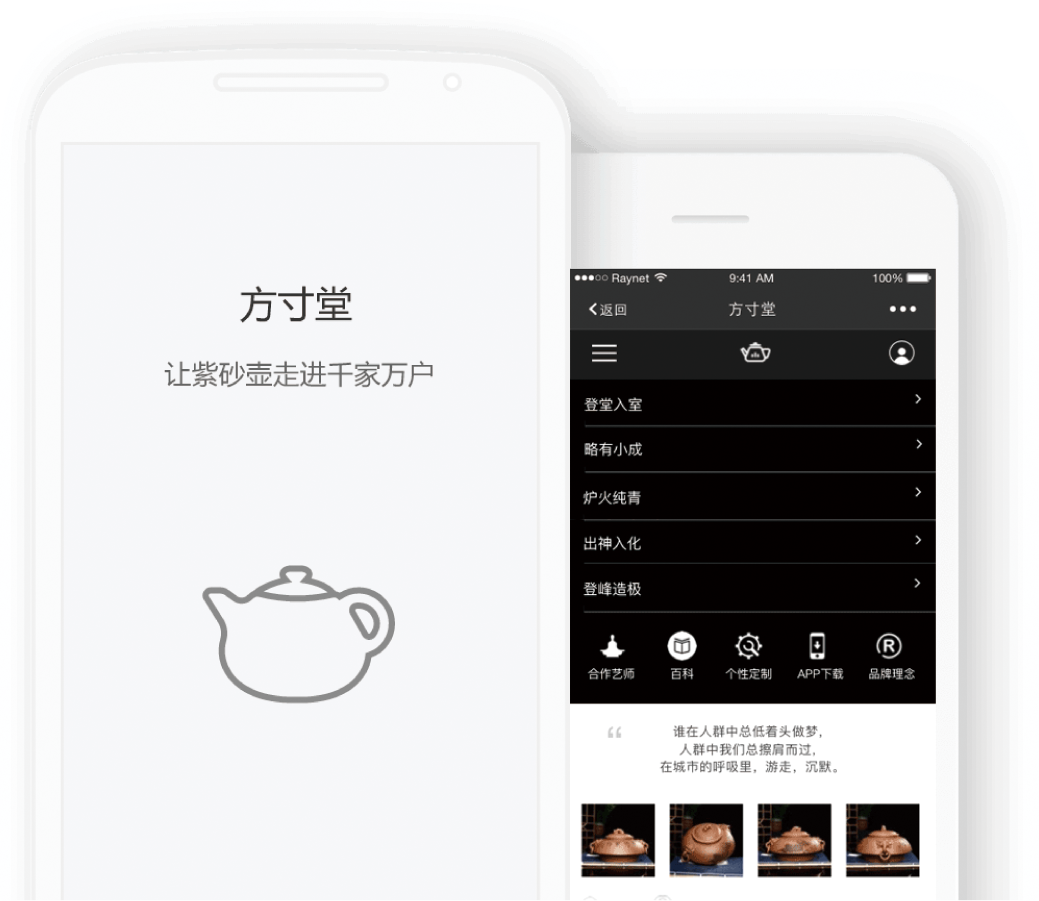 方寸堂
让紫砂壶走进千家万户
Raynet 9:41 AM 100%
返回 方寸堂
登堂入室
略有小成
炉火纯青
出神入化
登峰造极
合作艺师 百科 个性定制 APP下载 品牌理念
R
“
谁在人群中总低着头做梦，
人群中我们总擦肩而过，
在城市的呼吸里，游走，沉默。